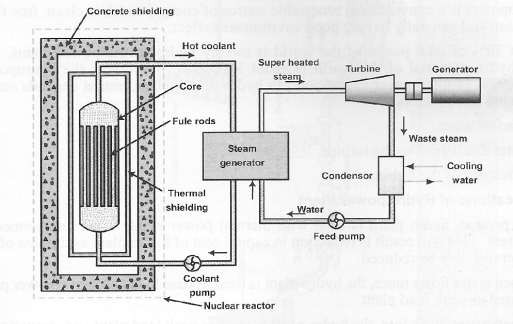 Concrete shielding
Hot coolant
Super heated
steam
Turbine
Generator
Core
Fule rods
Steam
generator
Waste steam
Condensor
Cooling
water
Thermal
shielding
Water
Feed pump
Coolant
pump
Nuclear reactor